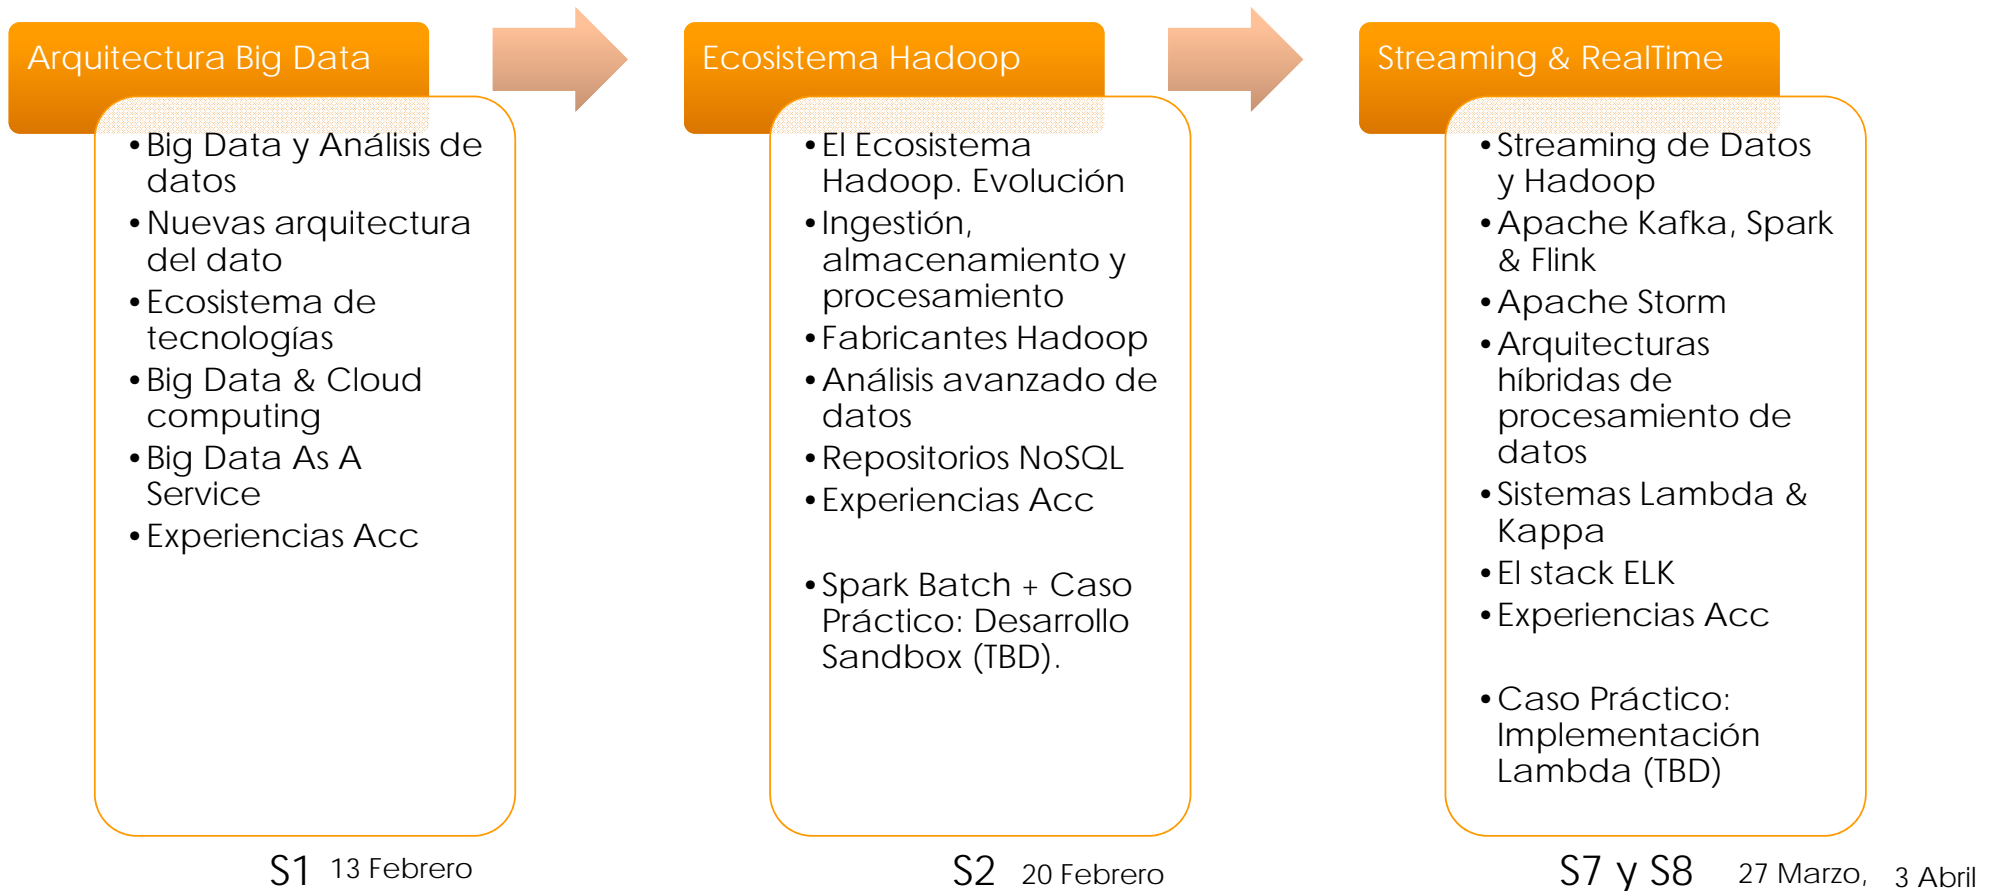 Arquitectura Big Data
•Big Data y Análisis de
datos
•Nuevas arquitectura
del dato
•Ecosistema de
tecnologías
•Big Data & Cloud
computing
•Big Data As A
Service
•Experiencias Acc
S1 13 Febrero
Ecosistema Hadoop
•El Ecosistema
Hadoop. Evolución
•Ingestión,
almacenamiento y
procesamiento
•Fabricantes Hadoop
•Análisis avanzado de
datos
•Repositorios NoSQL
•Experiencias Acc
•Spark Batch + Caso
Práctico: Desarrollo
Sandbox (TBD).
S2 20 Febrero
Streaming & RealTime
•Streaming de Datos
y Hadoop
•Apache Kafka, Spark
& Flink
•Apache Storm
•Arquitecturas
híbridas de
procesamiento de
datos
•Sistemas Lambda &
Kappa
•El stack ELK
•Experiencias Acc
•Caso Práctico:
Implementación
Lambda (TBD)
S7 y S8 27 Marzo, 3 Abril